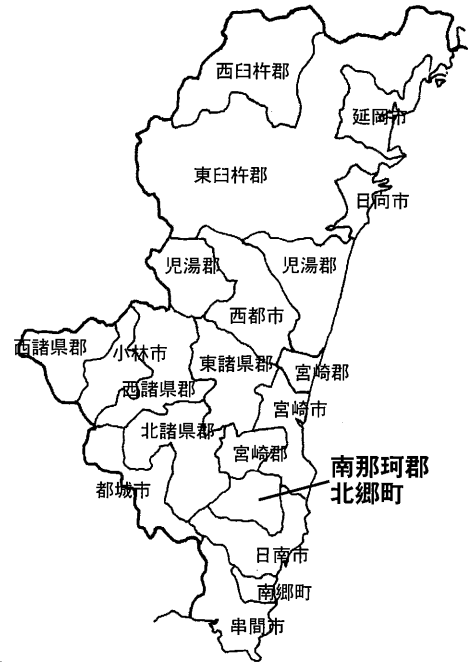 西臼杵郡
延岡市
東臼杵郡
日向市
児湯郡
児湯郡
西都市
西諸県郡
小林市
東諸県郡
宮崎郡
西諸県郡
宮崎市
北諸県郡
宮崎郡
南那珂郡
北郷町
都城市
日南市
南郷町
串間市